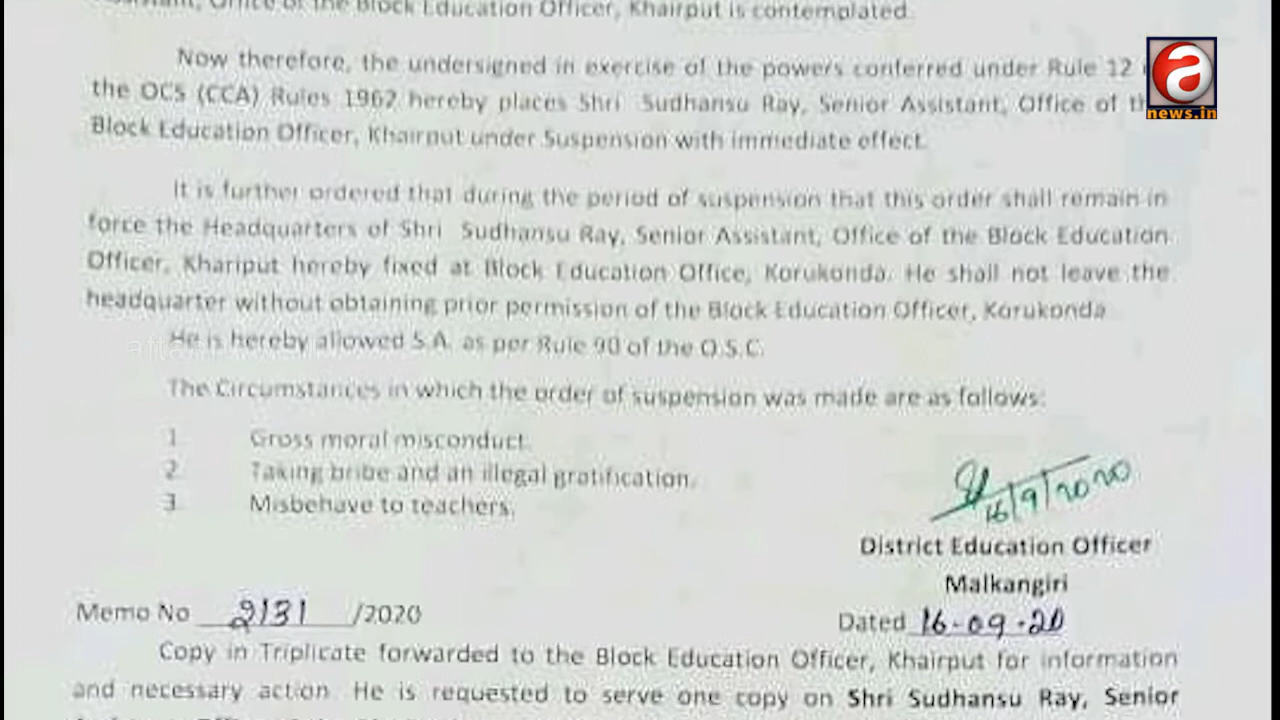 Office of the Block Education Officer, Khairput is contemplated.
Now therefore, the undersigned in exercise of the powers conferred under Rule 12
the OCS (CCA) Rules 1962 hereby places Shri Sudhansu Ray, Senior Assistant, Office of th
Block Education Officer, Khairput under Suspension with immediate effect.
It is further ordered that during the period of suspension that this order shall remain in
force the Headquarters of Shri Sudhansu Ray, Senior Assistant, Office of the Block Education
Officer, Khariput hereby fixed at Block Education Office, Korukonda. He shall not leave the
headquarter without obtaining prior permission of the Block Education Officer, Korukonda
He is hereby allowed S.A. as per Rule 90 of the O.S.C.
The Circumstances in which the order of suspension was made are as follows:
1. Gross moral misconduct.
2. Taking bribe and an illegal gratification.
3. Misbehave to teachers.
16/9/2020
District Education Officer
Malkangiri
Memo No 2131 /2020
Dated 16-09-20
Copy in Triplicate forwarded to the Block Education Officer, Khairput for information
and necessary action. He is requested to serve one copy on Shri Sudhansu Ray, Senior
a
news.in